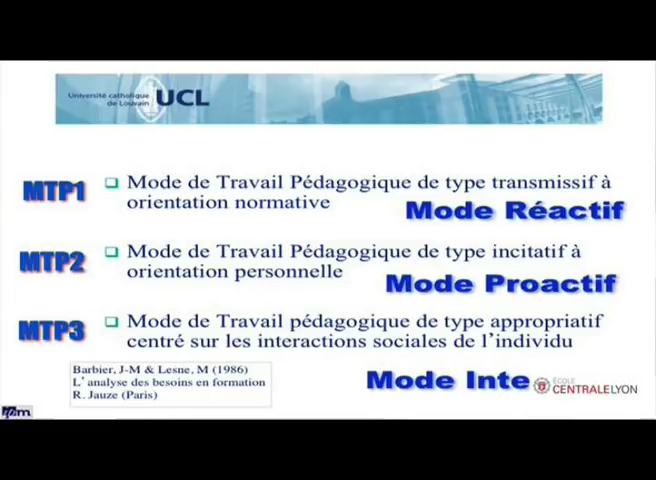 Université catholique
de Louvain
UCL
MTP1
Mode de Travail Pédagogique de type transmissif à
orientation normative
Mode Réactif
MTP2
Mode de Travail Pédagogique de type incitatif à
orientation personnelle
Mode Proactif
MTP3
Mode de Travail pédagogique de type appropriatif
centré sur les interactions sociales de l'individu
Barbier, J-M & Lesne, M (1986)
L'analyse des besoins en formation
R. Jauze (Paris)
Mode Inte
ÉCOLE
CENTRALELYON